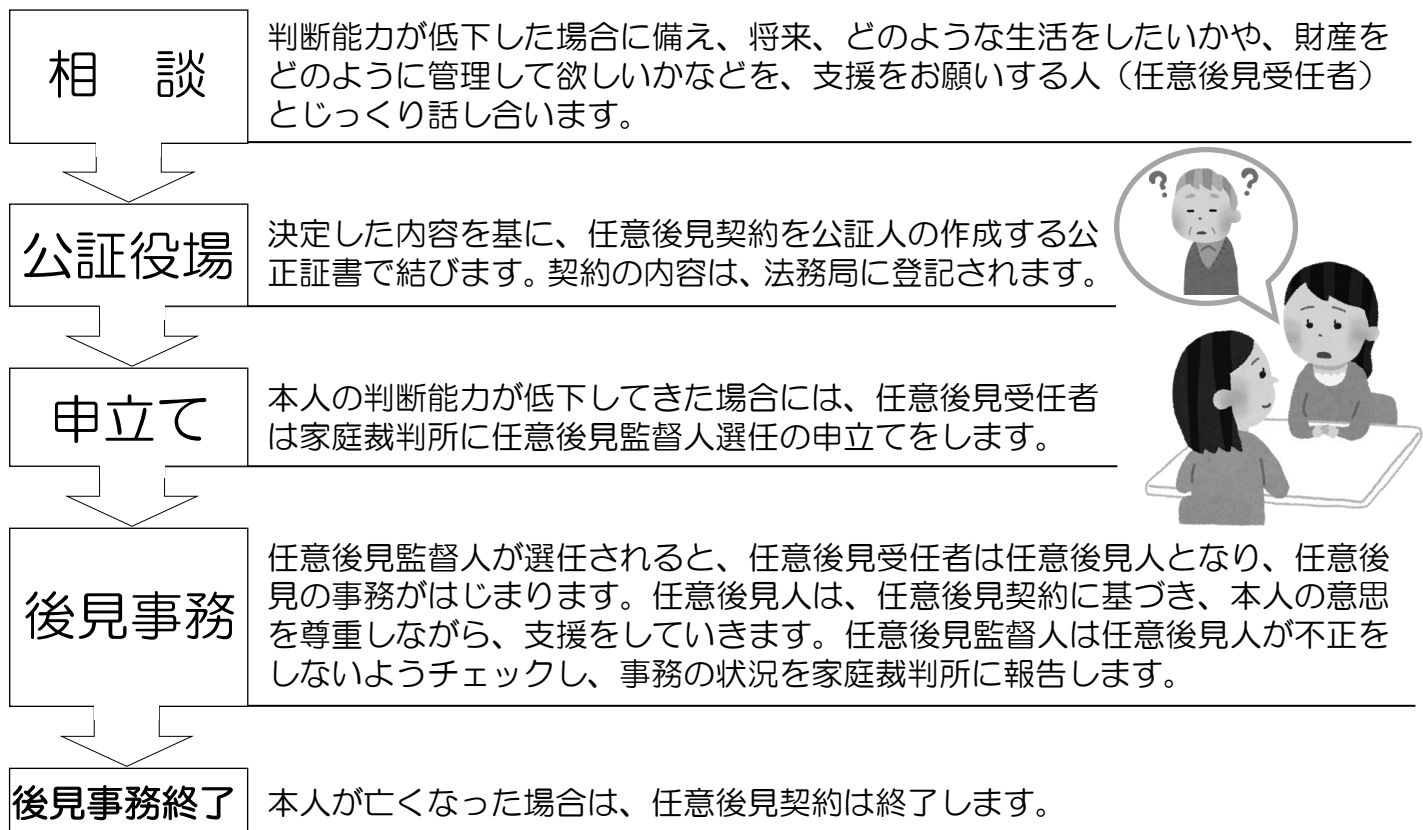 相　談
判断能力が低下した場合に備え、将来、どのような生活をしたいかや、財産を
どのように管理して欲しいかなどを、支援をお願いする人（任意後見受任者）
とじっくり話し合います。
公証役場
決定した内容を基に、任意後見契約を公証人の作成する公
正証書で結びます。契約の内容は、法務局に登記されます。
? ?
申立て
本人の判断能力が低下してきた場合には、任意後見受任者
は家庭裁判所に任意後見監督人選任の申立てをします。
後見事務
任意後見監督人が選任されると、任意後見受任者は任意後見人となり、任意後
見の事務がはじまります。任意後見人は、任意後見契約に基づき、本人の意思
を尊重しながら、支援をしていきます。任意後見監督人は任意後見人が不正を
しないようチェックし、事務の状況を家庭裁判所に報告します。
後見事務終了
本人が亡くなった場合は、任意後見契約は終了します。